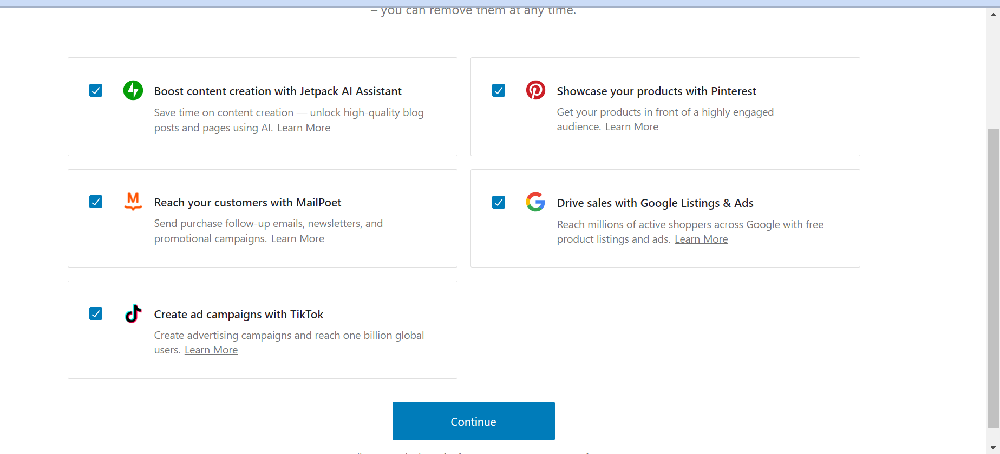 – you can remove them at any time.
Boost content creation with Jetpack AI Assistant
Save time on content creation — unlock high-quality blog
posts and pages using AI. Learn More
Showcase your products with Pinterest
Get your products in front of a highly engaged
audience. Learn More
Reach your customers with MailPoet
Send purchase follow-up emails, newsletters, and
promotional campaigns. Learn More
Drive sales with Google Listings & Ads
Reach millions of active shoppers across Google with free
product listings and ads. Learn More
Create ad campaigns with TikTok
Create advertising campaigns and reach one billion global
users. Learn More
Continue